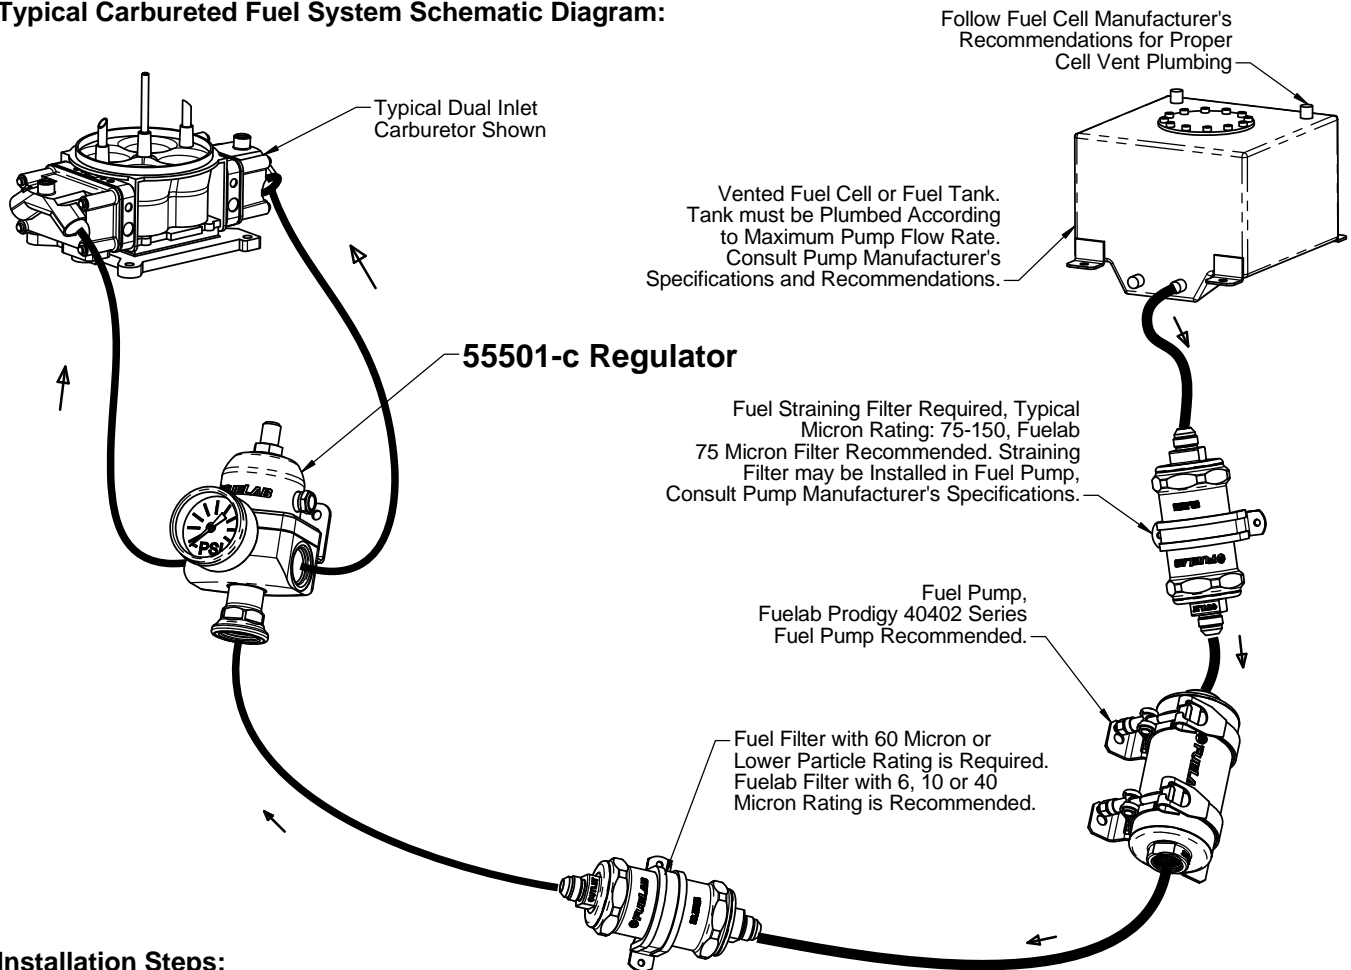 Typical Carbureted Fuel System Schematic Diagram:
Follow Fuel Cell Manufacturer's
Recommendations for Proper
Cell Vent Plumbing
Typical Dual Inlet
Carburetor Shown
Vented Fuel Cell or Fuel Tank.
Tank must be Plumbed According
to Maximum Pump Flow Rate.
Consult Pump Manufacturer's
Specifications and Recommendations.
55501-c Regulator
Fuel Straining Filter Required, Typical
Micron Rating: 75-150, Fuelab
75 Micron Filter Recommended. Straining
Filter may be Installed in Fuel Pump,
Consult Pump Manufacturer's Specifications.
PSI
FUELAB
Fuel Pump,
Fuelab Prodigy 40402 Series
Fuel Pump Recommended.
Fuel Filter with 60 Micron or
Lower Particle Rating is Required.
Fuelab Filter with 6, 10 or 40
Micron Rating is Recommended.
FUELAB
Installation Steps: